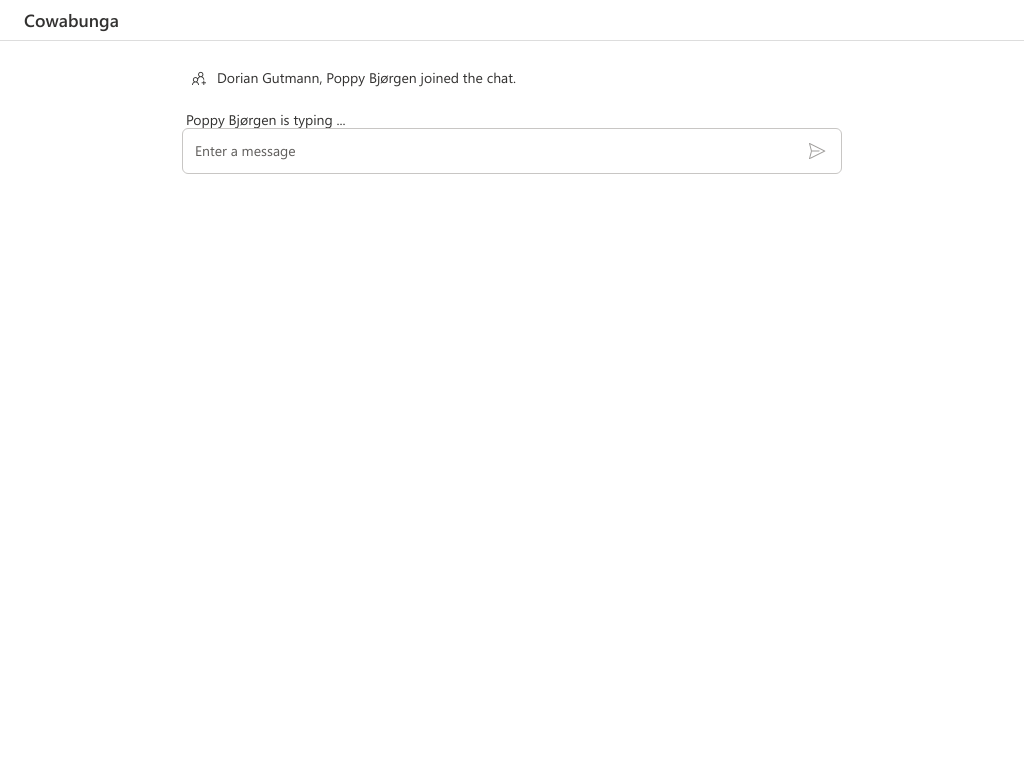 Cowabunga
Dorian Gutmann, Poppy Bjørgen joined the chat.
Poppy Bjørgen is typing ...
Enter a message